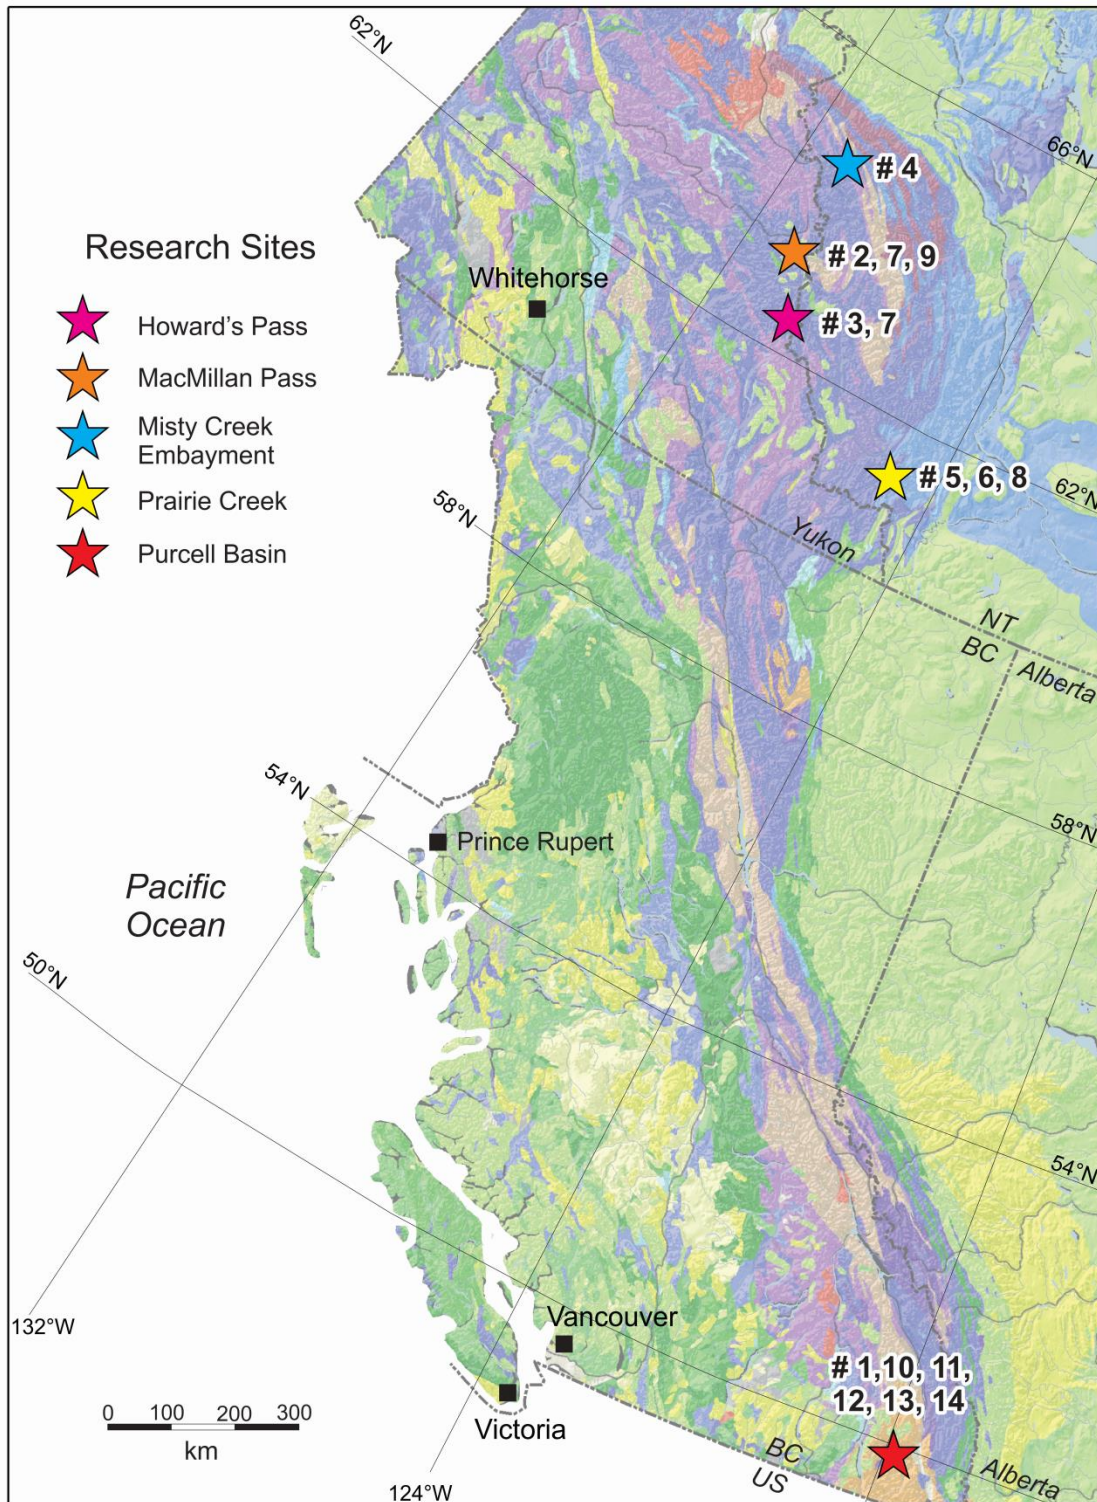 62°N
66°N
# 4
# 2, 7, 9
# 3, 7
Research Sites
Howard's Pass
MacMillan Pass
Misty Creek
Embayment
Prairie Creek
Purcell Basin
Whitehorse
# 5, 6, 8
62°N
58°N
Yukon
NT
BC
Alberta
54°N
58°N
Prince Rupert
Pacific
Ocean
50°N
54°N
132°W
Vancouver
# 1,10, 11,
12, 13, 14
0 100 200 300
km
Victoria
BC
US
Alberta
124°W